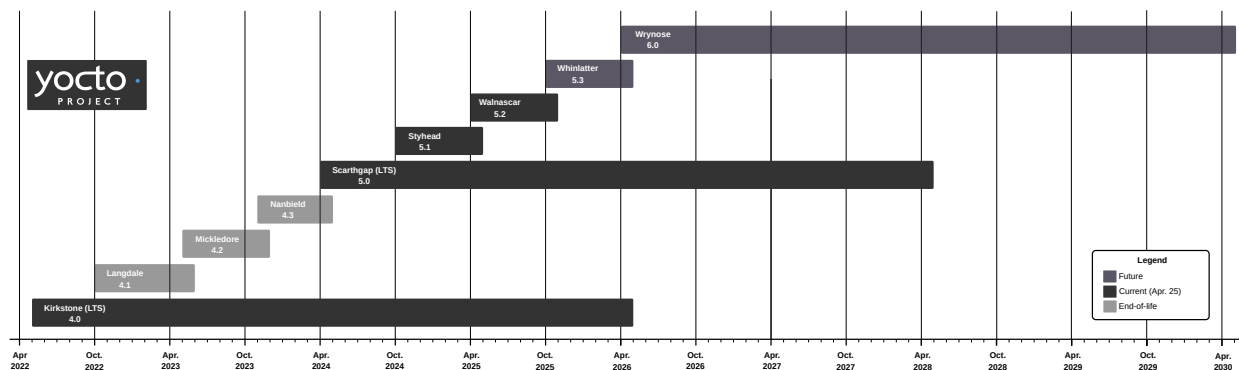 Wrynose
6.0
yocto
PROJECT
Whinlatter
5.3
Walnascar
5.2
Styhead
5.1
Scarthgap (LTS)
5.0
Nanbield
4.3
Mickledore
4.2
Langdale
4.1
Kirkstone (LTS)
4.0
Legend
Future
Current (Apr. 25)
End-of-life
Apr Oct. Apr. Oct. Apr. Oct. Apr. Oct. Apr. Oct. Apr. Oct. Apr. Oct. Apr. Oct. Apr.
2022 2022 2023 2023 2024 2024 2025 2025 2026 2026 2027 2027 2028 2028 2029 2029 2030